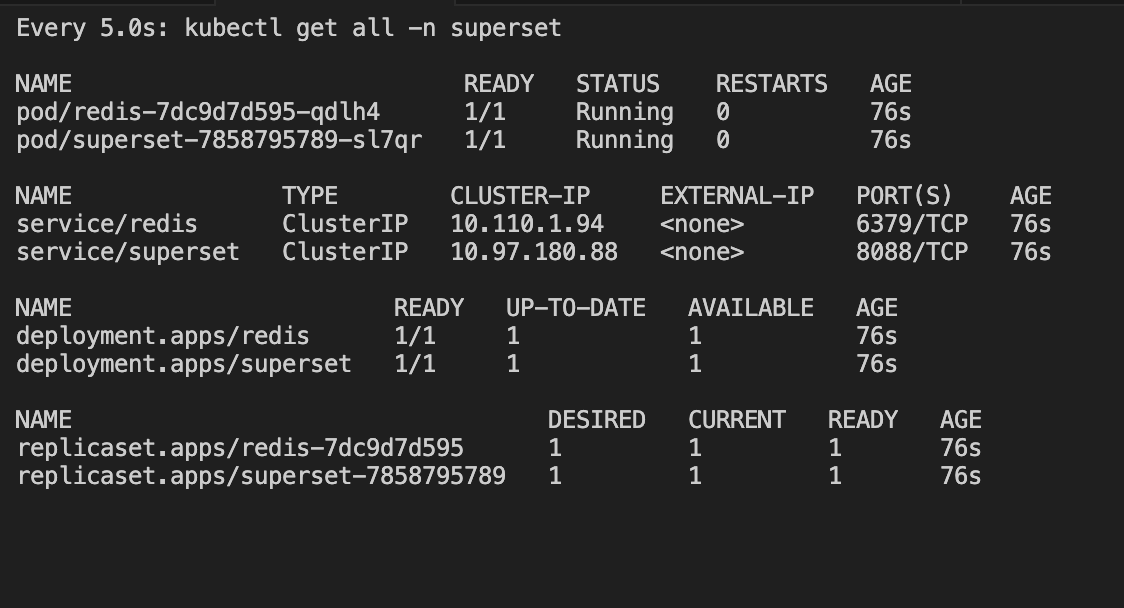 Every 5.0s: kubectl get all -n superset
NAME READY STATUS RESTARTS AGE
pod/redis-7dc9d7d595-qdlh4 1/1 Running 0 76s
pod/superset-7858795789-sl7qr 1/1 Running 0 76s
NAME TYPE CLUSTER-IP EXTERNAL-IP PORT(S) AGE
service/redis ClusterIP 10.110.1.94 <none> 6379/TCP 76s
service/superset ClusterIP 10.97.180.88 <none> 8088/TCP 76s
NAME READY UP-TO-DATE AVAILABLE AGE
deployment.apps/redis 1/1 1 1 76s
deployment.apps/superset 1/1 1 1 76s
NAME DESIRED CURRENT READY AGE
replicaset.apps/redis-7dc9d7d595 1 1 1 76s
replicaset.apps/superset-7858795789 1 1 1 76s